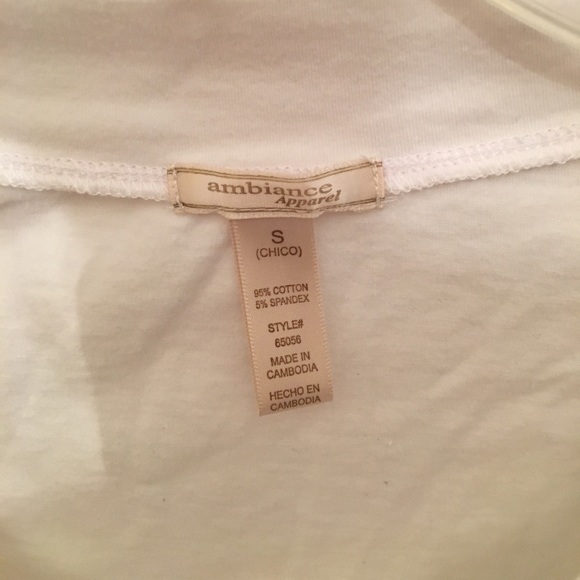 ambiance
Apparel
S
(CHICO)
95% COTTON
5% SPANDEX
STYLE#
65056
MADE IN
CAMBODIA
HECHO EN
CAMBODIA